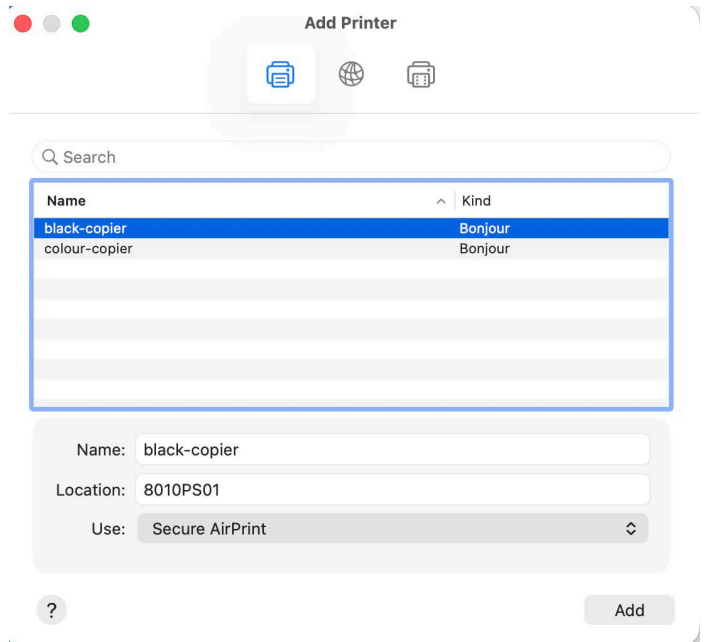 Add Printer
Search
Name Kind
black-copier Bonjour
colour-copier Bonjour
Name: black-copier
Location: 8010PS01
Use: Secure AirPrint
? Add